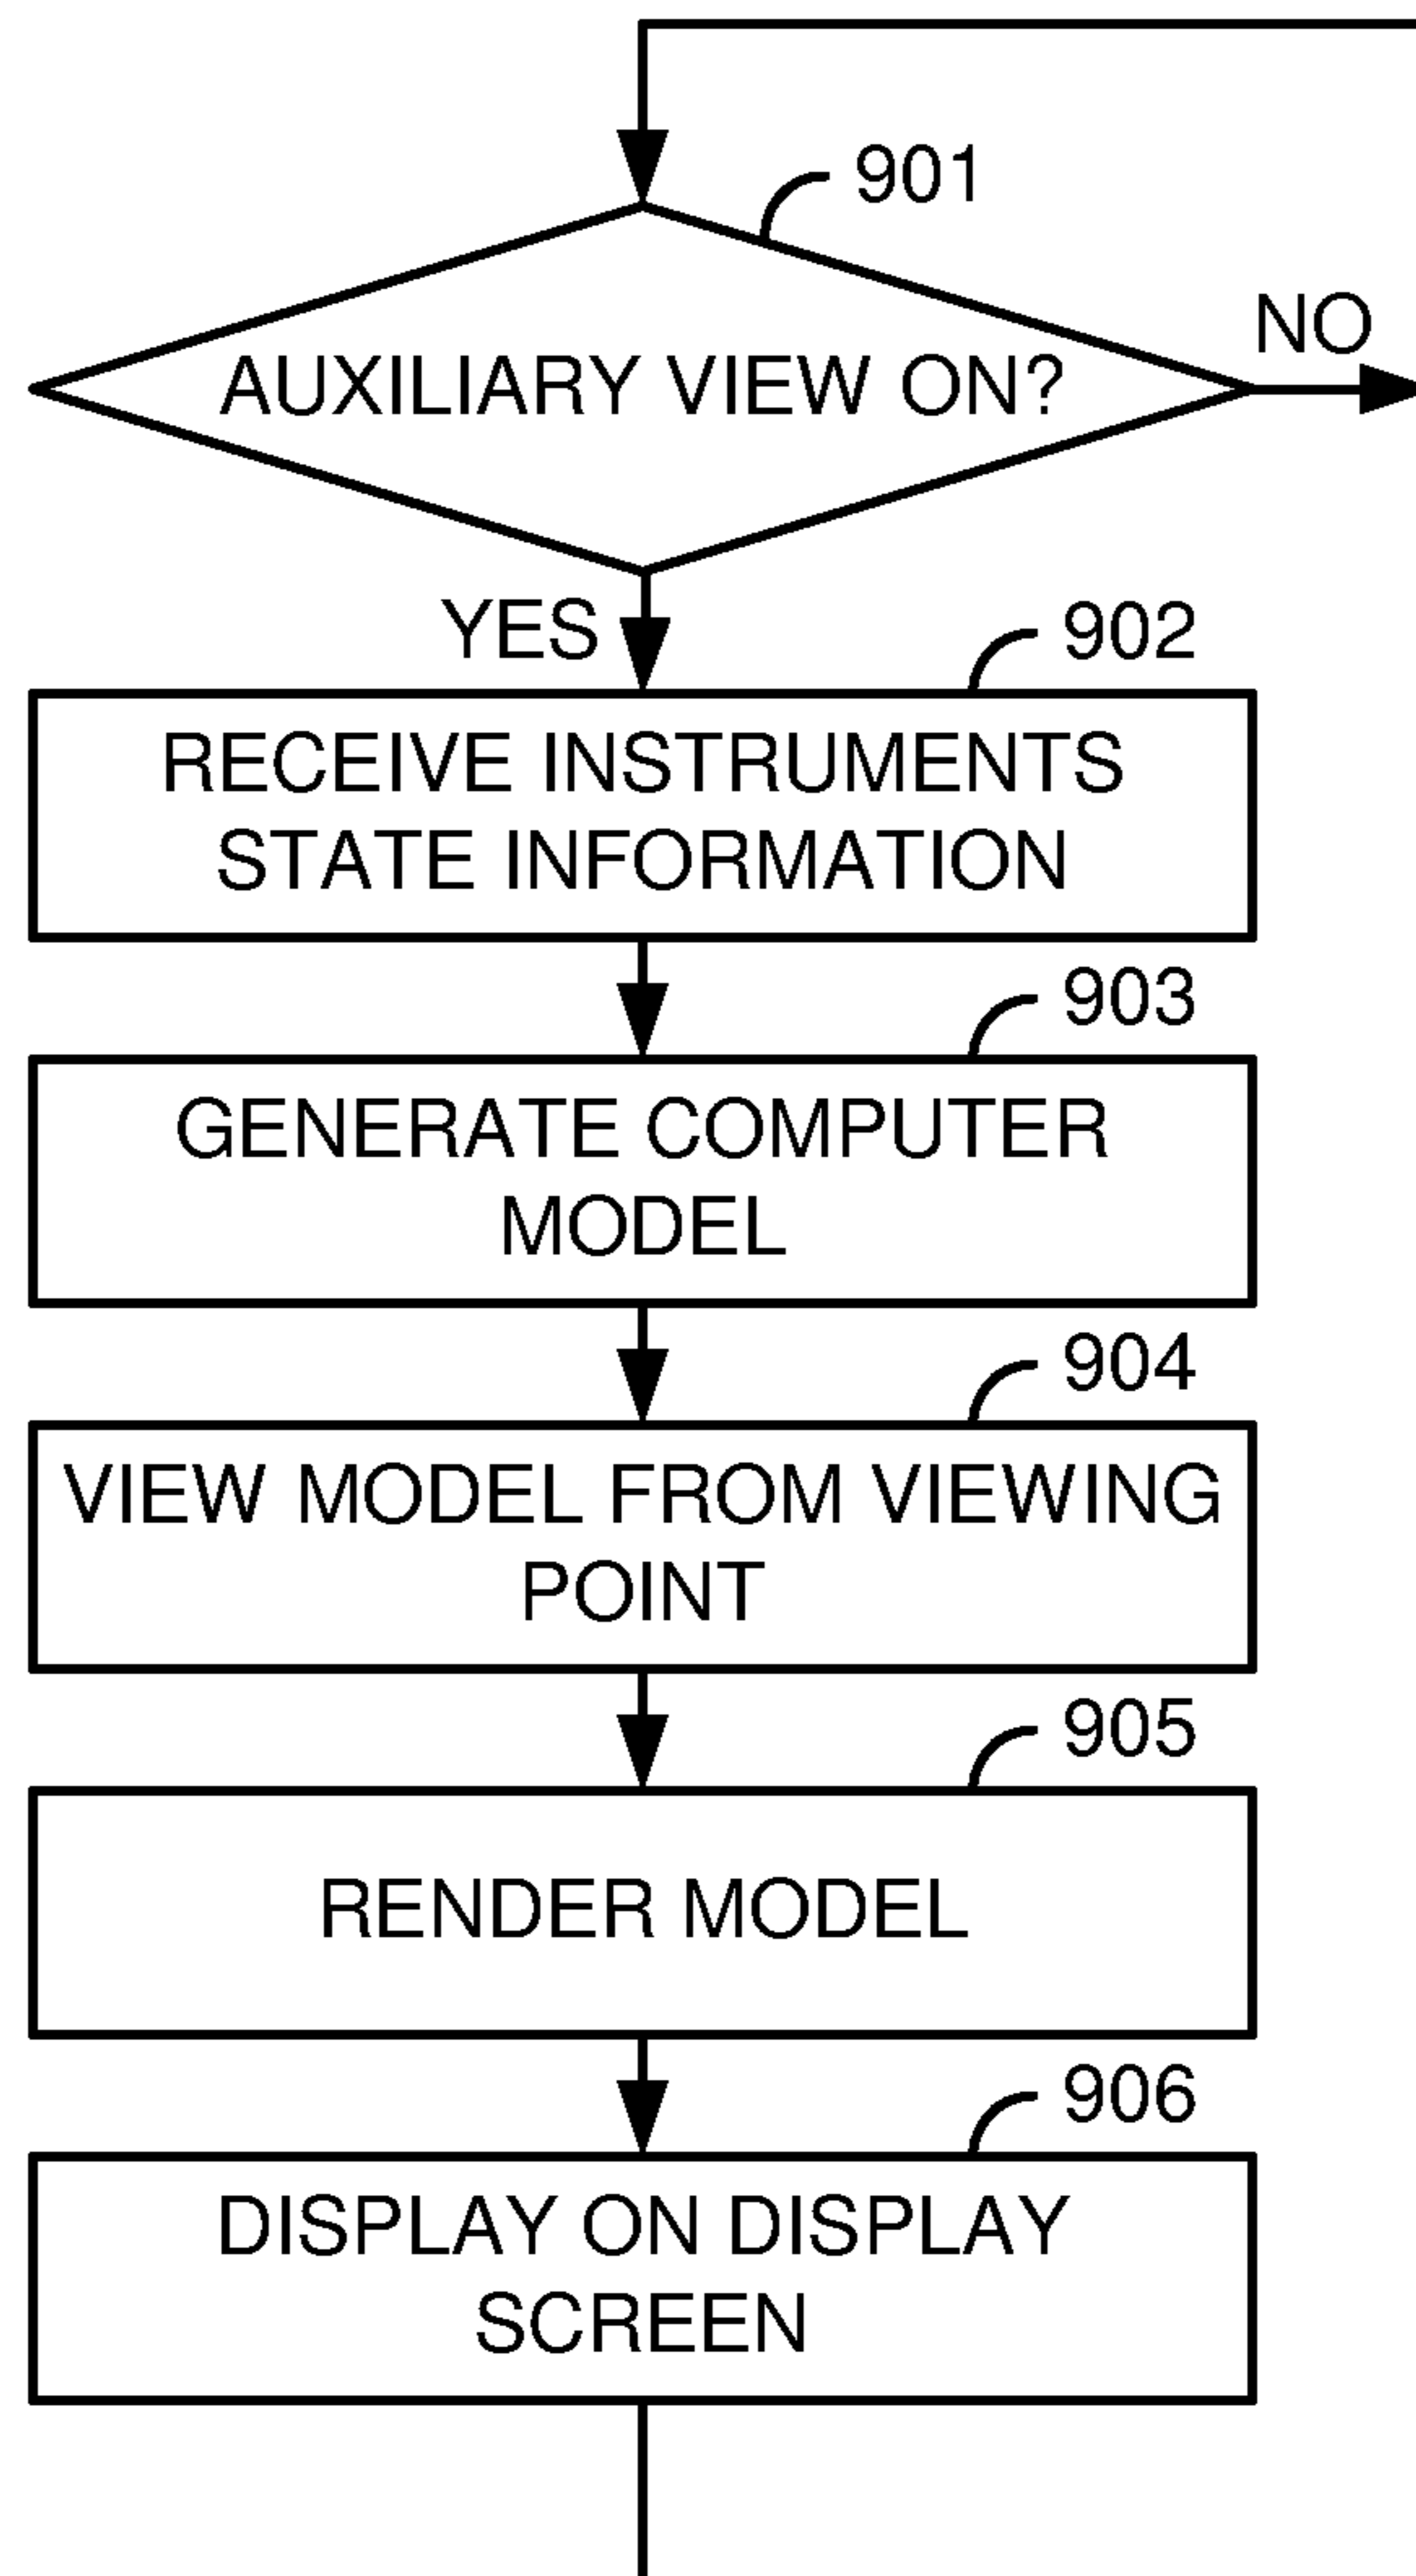 901
AUXILIARY VIEW ON?
NO
YES
902
RECEIVE INSTRUMENTS
STATE INFORMATION
903
GENERATE COMPUTER
MODEL
904
VIEW MODEL FROM VIEWING
POINT
905
RENDER MODEL
906
DISPLAY ON DISPLAY
SCREEN